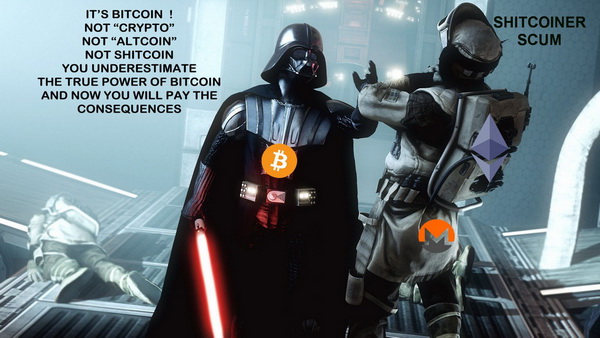 IT'S BITCOIN !
NOT “CRYPTO”
NOT “ALTCOIN”
NOT SHITCOIN
YOU UNDERESTIMATE
THE TRUE POWER OF BITCOIN
AND NOW YOU WILL PAY THE
CONSEQUENCES
SHITCOINER
SCUM